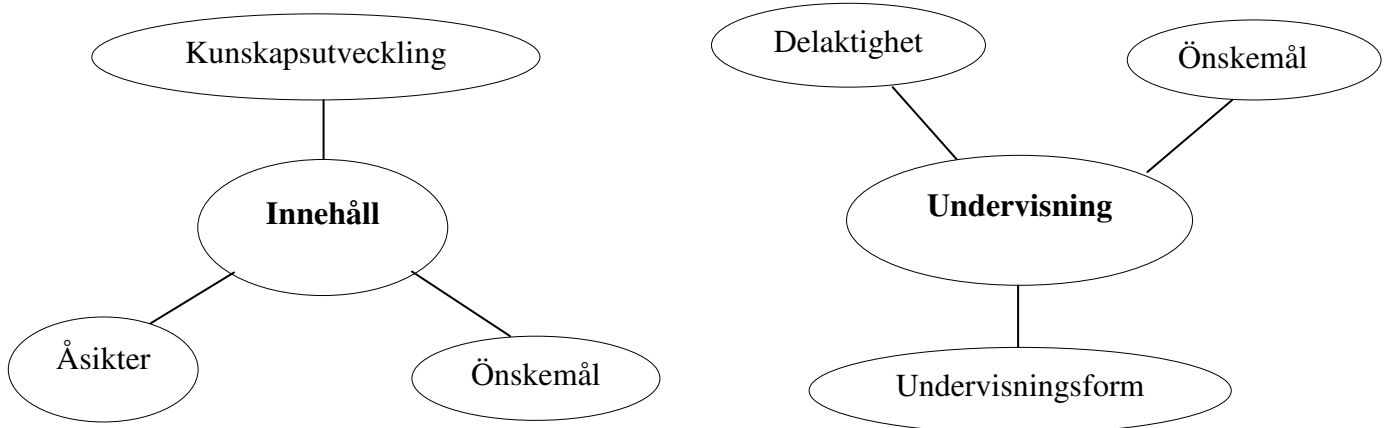 Kunskapsutveckling
Innehåll
Åsikter
Önskemål
Delaktighet
Önskemål
Undervisning
Undervisningsform